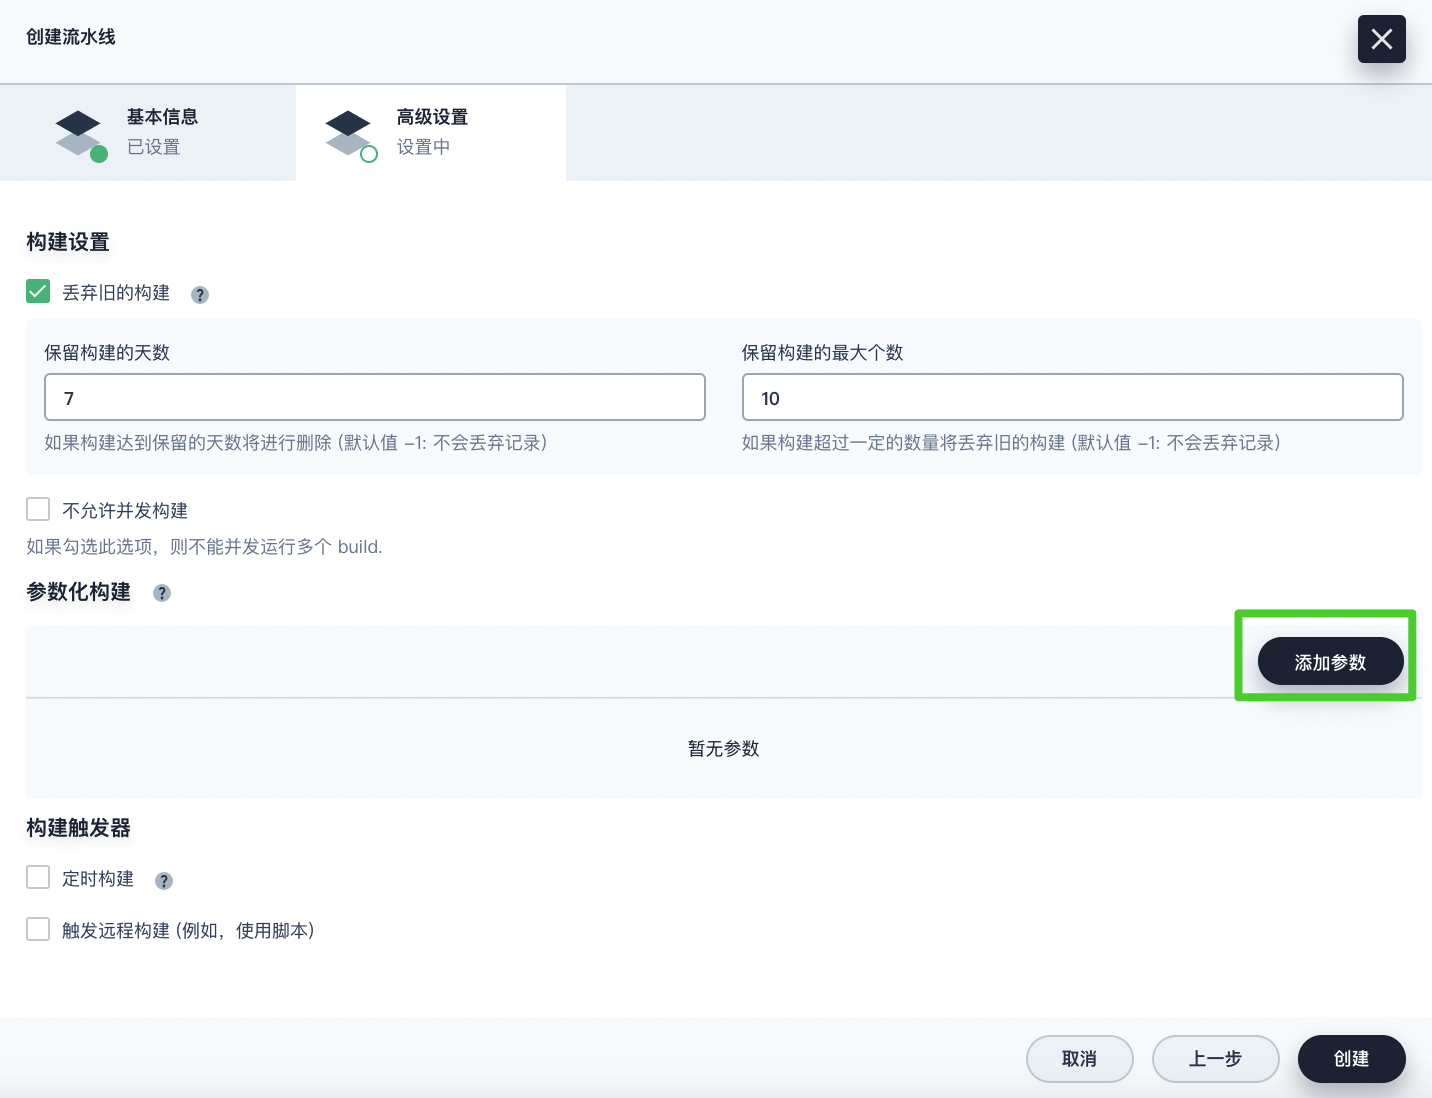 创建流水线
基本信息
已设置
高级设置
设置中
构建设置
丢弃旧的构建 ?
保留构建的天数
7
如果构建达到保留的天数将进行删除 (默认值 -1: 不会丢弃记录)
保留构建的最大个数
10
如果构建超过一定的数量将丢弃旧的构建 (默认值 -1: 不会丢弃记录)
不允许并发构建
如果勾选此选项，则不能并发运行多个 build.
参数化构建 ?
添加参数
暂无参数
构建触发器
定时构建 ?
触发远程构建 (例如，使用脚本)
取消
上一步
创建